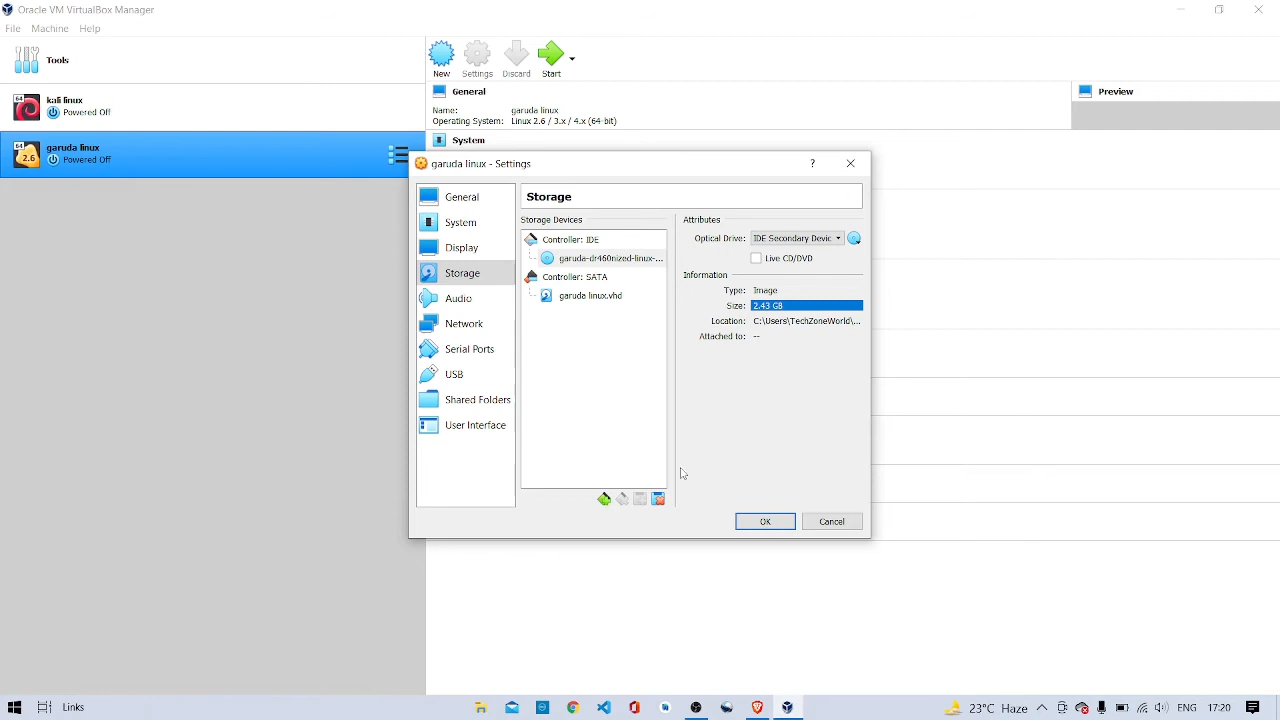 Oracle VM VirtualBox Manager
File Machine Help
Tools
64
kali linux
Powered Off
64
2.6
garuda linux
Powered Off
New Settings Discard Start
General
Name: garuda linux
Operating System: Linux 2.6 / 3.x / 4.x (64-bit)
Preview
System
garuda linux - Settings
?
General
System
Display
Storage
Audio
Network
Serial Ports
USB
Shared Folders
User Interface
Storage
Storage Devices
Controller: IDE
garuda-dr460nized-linux-...
Controller: SATA
garuda linux.vhd
Attributes
Optical Drive: IDE Secondary Devic
Live CD/DVD
Information
Type: Image
Size: 2.43 GB
Location: C:\Users\TechZoneWorld\...
Attached to: --
OK Cancel
Links
23°C Haze
ENG 17:20